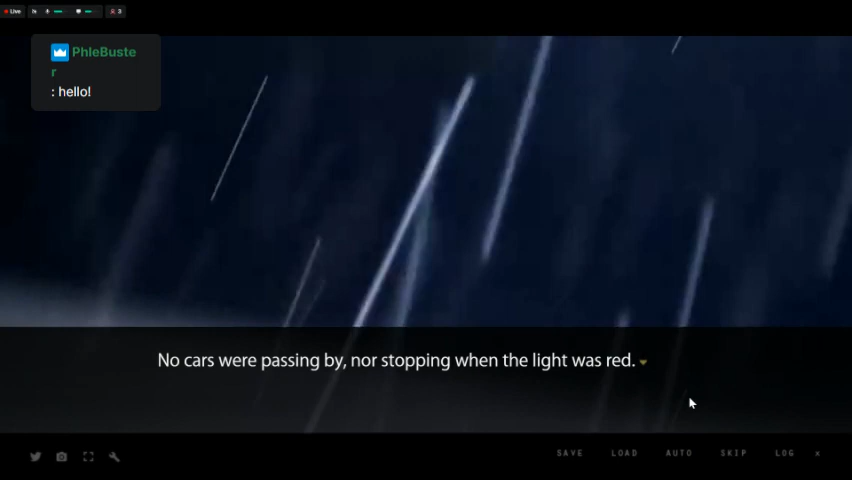 Live
3
PhleBuste
r
: hello!
No cars were passing by, nor stopping when the light was red.
SAVE LOAD AUTO SKIP LOG x